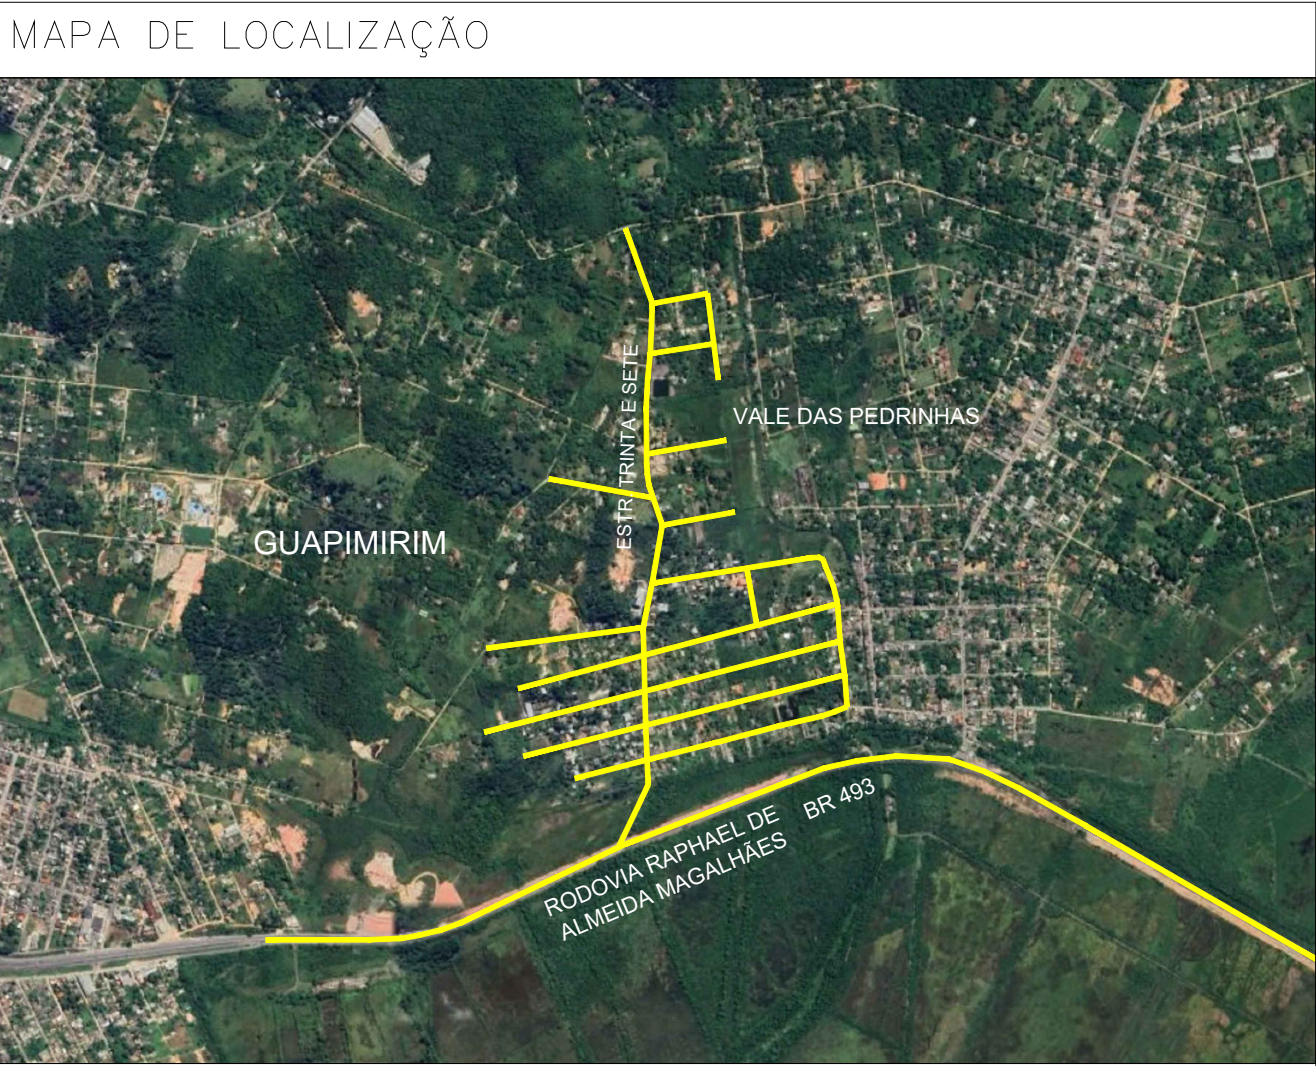 MAPA DE LOCALIZAÇÃO
ESTR. TRINTA E SETE
VALE DAS PEDRINHAS
GUAPIMIRIM
RODOVIA RAPHAEL DE
ALMEIDA MAGALHÃES
BR 493